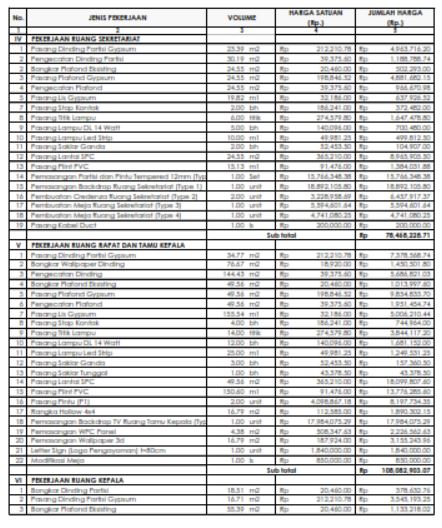 No. JENIS PEKERJAAN VOLUME HARGA SATUAN (Rp.) JUMLAH HARGA (Rp.)
1 2 3 4 5
IV PEKERJAAN RUANG SEKRETARIAT
1 Pasang Dinding Partisi Gypsum 23.39 m2 Rp 212,210.78 Rp 4,963,716.20
2 Pengecatan Dinding 30.19 m2 Rp 39,375.60 Rp 1,188,788.74
3 Bongkar Plafond Eksisting 24.55 m2 Rp 20,460.00 Rp 502,293.00
4 Pasang Plafond Gypsum 24.55 m2 Rp 198,846.52 Rp 4,881,682.15
5 Pengecatan Plafond 24.55 m2 Rp 39,375.60 Rp 966,670.98
6 Pasang Lis Gypsum 19.82 m1 Rp 32,186.00 Rp 637,926.52
7 Pasang Stop Kontak 2.00 bh Rp 186,241.00 Rp 372,482.00
8 Pasang Titik Lampu 6.00 titik Rp 274,579.80 Rp 1,647,478.80
9 Pasang Lampu DL 14 Watt 5.00 bh Rp 140,096.00 Rp 700,480.00
10 Pasang Lampu Led Strip 10.00 m1 Rp 49,981.25 Rp 499,812.50
11 Pasang Saklar Ganda 2.00 bh Rp 52,453.50 Rp 104,907.00
12 Pasang Lantai SPC 24.55 m2 Rp 365,210.00 Rp 8,965,905.50
13 Pasang Plint PVC 15.13 m1 Rp 91,476.00 Rp 1,384,031.88
14 Pemasangan Partisi dan Pintu Tempered 12mm (Typ 1.00 Set Rp 15,766,348.38 Rp 15,766,348.38
15 Pemasangan Backdrop Ruang Sekretariat (Type 1) 1.00 unit Rp 18,892,105.80 Rp 18,892,105.80
16 Pembuatan Credenza Ruang Sekretariat (Type 2) 2.00 unit Rp 3,228,958.69 Rp 6,457,917.37
17 Pembuatan Meja Ruang Sekretariat (Type 3) 1.00 unit Rp 5,594,601.64 Rp 5,594,601.64
18 Pembuatan Meja Ruang Sekretariat (Type 4) 1.00 unit Rp 4,741,080.25 Rp 4,741,080.25
19 Pasang Kabel Duct 1.00 ls Rp 200,000.00 Rp 200,000.00
Sub total Rp 78,468,228.71
V PEKERJAAN RUANG RAPAT DAN TAMU KEPALA
1 Pasang Dinding Partisi Gypsum 34.77 m2 Rp 212,210.78 Rp 7,378,568.74
2 Bongkar Wallpaper Dinding 76.67 m2 Rp 18,920.00 Rp 1,450,501.80
3 Pengecatan Dinding 144.43 m2 Rp 39,375.60 Rp 5,686,821.03
4 Bongkar Plafond Eksisting 49.56 m2 Rp 20,460.00 Rp 1,013,997.60
5 Pasang Plafond Gypsum 49.56 m2 Rp 198,846.52 Rp 9,854,833.70
6 Pengecatan Plafond 49.56 m2 Rp 39,375.60 Rp 1,951,454.74
7 Pasang Lis Gypsum 155.54 m1 Rp 32,186.00 Rp 5,006,210.44
8 Pasang Stop Kontak 4.00 bh Rp 186,241.00 Rp 744,964.00
9 Pasang Titik Lampu 14.00 titik Rp 274,579.80 Rp 3,844,117.20
10 Pasang Lampu DL 14 Watt 12.00 bh Rp 140,096.00 Rp 1,681,152.00
11 Pasang Lampu Led Strip 25.00 m1 Rp 49,981.25 Rp 1,249,531.25
12 Pasang Saklar Ganda 3.00 bh Rp 52,453.50 Rp 157,360.50
13 Pasang Saklar Tunggal 1.00 bh Rp 43,378.50 Rp 43,378.50
14 Pasang Lantai SPC 49.56 m2 Rp 365,210.00 Rp 18,099,807.60
15 Pasang Plint PVC 150.60 m1 Rp 91,476.00 Rp 13,776,285.60
16 Pasang Pintu (P1) 2.00 unit Rp 4,098,867.18 Rp 8,197,734.35
17 Rangka Hollow 4x4 16.79 m2 Rp 112,585.00 Rp 1,890,302.15
18 Pemasangan Backdrop TV Ruang Tamu Kepala (Typ 1.00 unit Rp 17,984,075.29 Rp 17,984,075.29
19 Pemasangan WPC Panel 4.38 m2 Rp 508,347.63 Rp 2,226,562.63
20 Pemasangan Wallpaper 3d 16.79 m2 Rp 187,924.00 Rp 3,155,243.96
21 Letter Sign (Logo Pengayoman) t=80cm 1.00 unit Rp 1,840,000.00 Rp 1,840,000.00
22 Modifikasi Meja 1.00 ls Rp 850,000.00 Rp 850,000.00
Sub total Rp 108,082,903.07
VI PEKERJAAN RUANG KEPALA
1 Bongkar Dinding Partisi 18.51 m2 Rp 20,460.00 Rp 378,632.76
2 Pasang Dinding Partisi Gypsum 16.71 m2 Rp 212,210.78 Rp 3,545,193.25
3 Bongkar Plafond Eksisting 55.39 m2 Rp 20,460.00 Rp 1,133,218.02